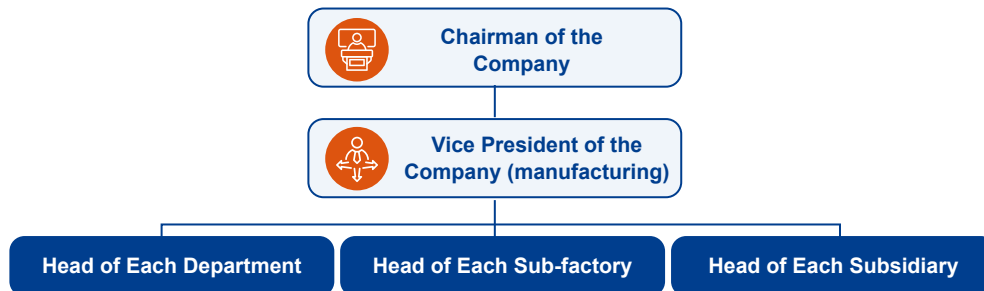 Chairman of the
Company
Vice President of the
Company (manufacturing)
Head of Each Department
Head of Each Sub-factory
Head of Each Subsidiary